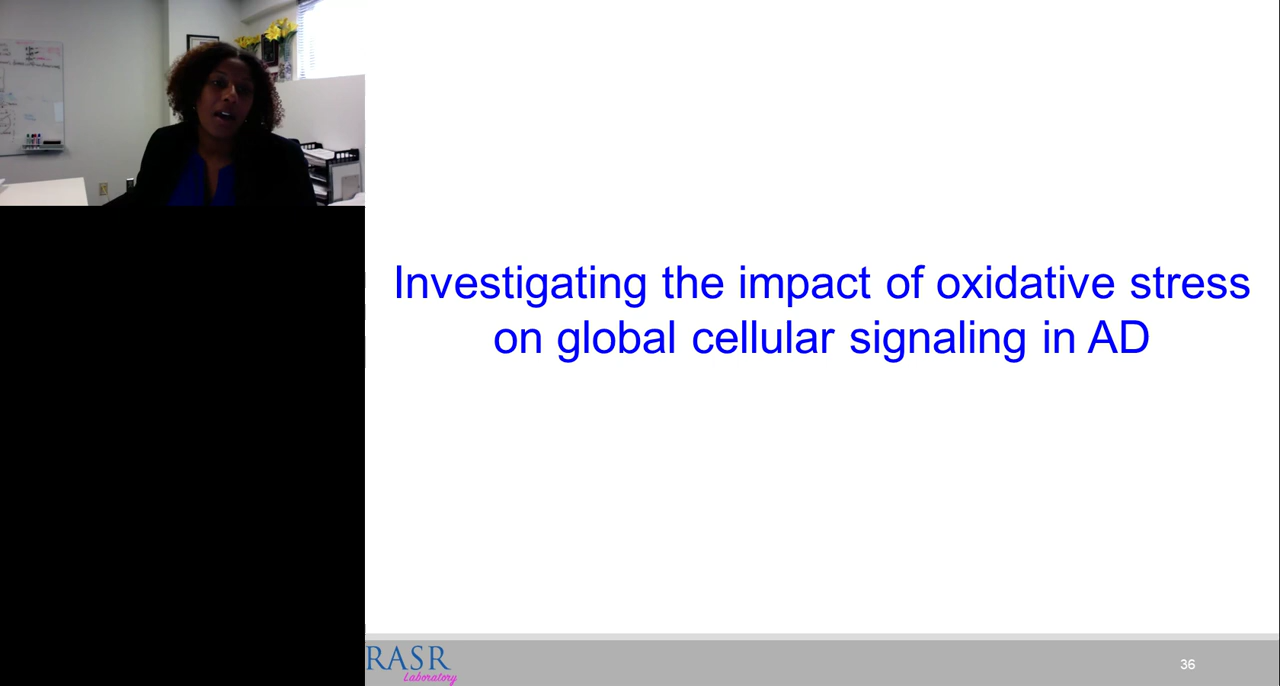 Investigating the impact of oxidative stress
on global cellular signaling in AD
RASR
Laboratory
36